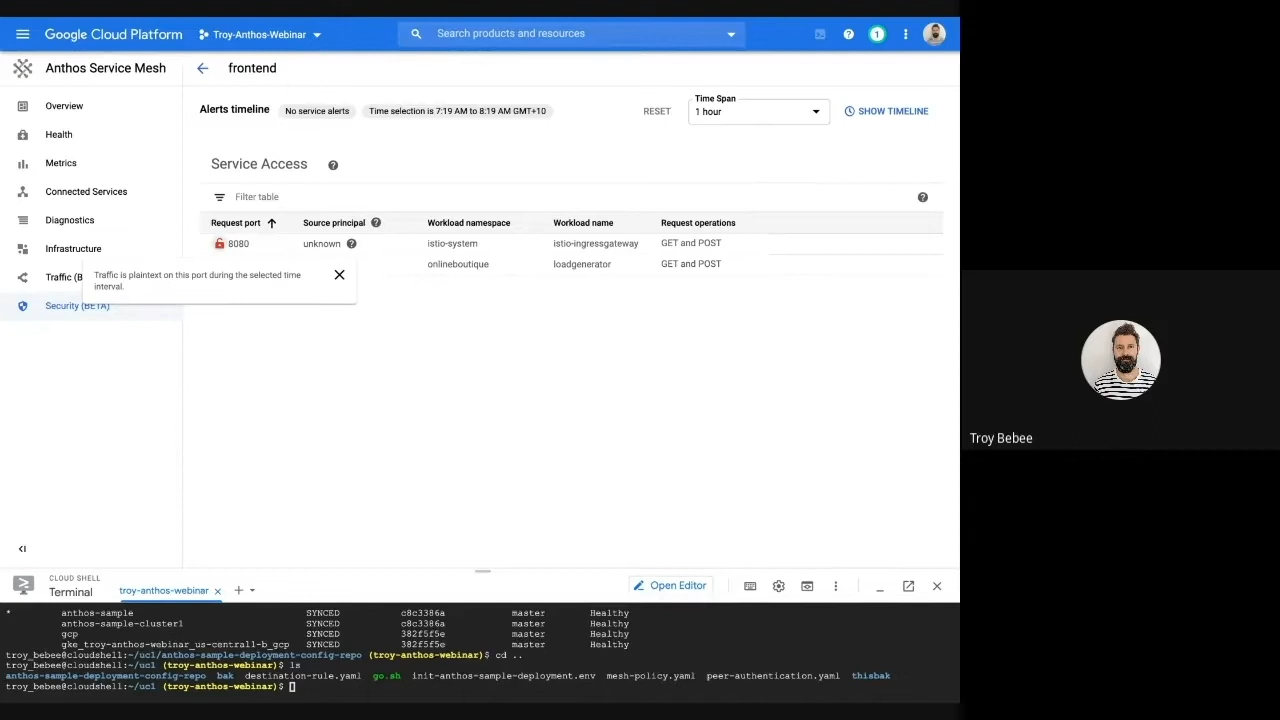 Google Cloud Platform Troy-Anthos-Webinar Search products and resources 1
Anthos Service Mesh
frontend
Overview
Health
Metrics
Connected Services
Diagnostics
Infrastructure
Traffic (B
Security (BETA)
Alerts timeline No service alerts Time selection is 7:19 AM to 8:19 AM GMT+10 RESET Time Span 1 hour SHOW TIMELINE
Service Access
Filter table
Request port Source principal Workload namespace Workload name Request operations
8080 unknown istio-system istio-ingressgateway GET and POST
onlineboutique loadgenerator GET and POST
Traffic is plaintext on this port during the selected time
interval.
Troy Bebee
CLOUD SHELL
Terminal troy-anthos-webinar Open Editor
* anthos-sample SYNCED c8c3386a master Healthy
anthos-sample-cluster1 SYNCED c8c3386a master Healthy
gcp SYNCED 382f5f5e master Healthy
gke_troy-anthos-webinar_us-central1-b_gcp SYNCED 382f5f5e master Healthy
troy_bebee@cloudshell:~/uc1/anthos-sample-deployment-config-repo (troy-anthos-webinar)$ cd ..
troy_bebee@cloudshell:~/uc1 (troy-anthos-webinar)$ ls
anthos-sample-deployment-config-repo bak destination-rule.yaml go.sh init-anthos-sample-deployment.env mesh-policy.yaml peer-authentication.yaml thisbak
troy_bebee@cloudshell:~/uc1 (troy-anthos-webinar)$